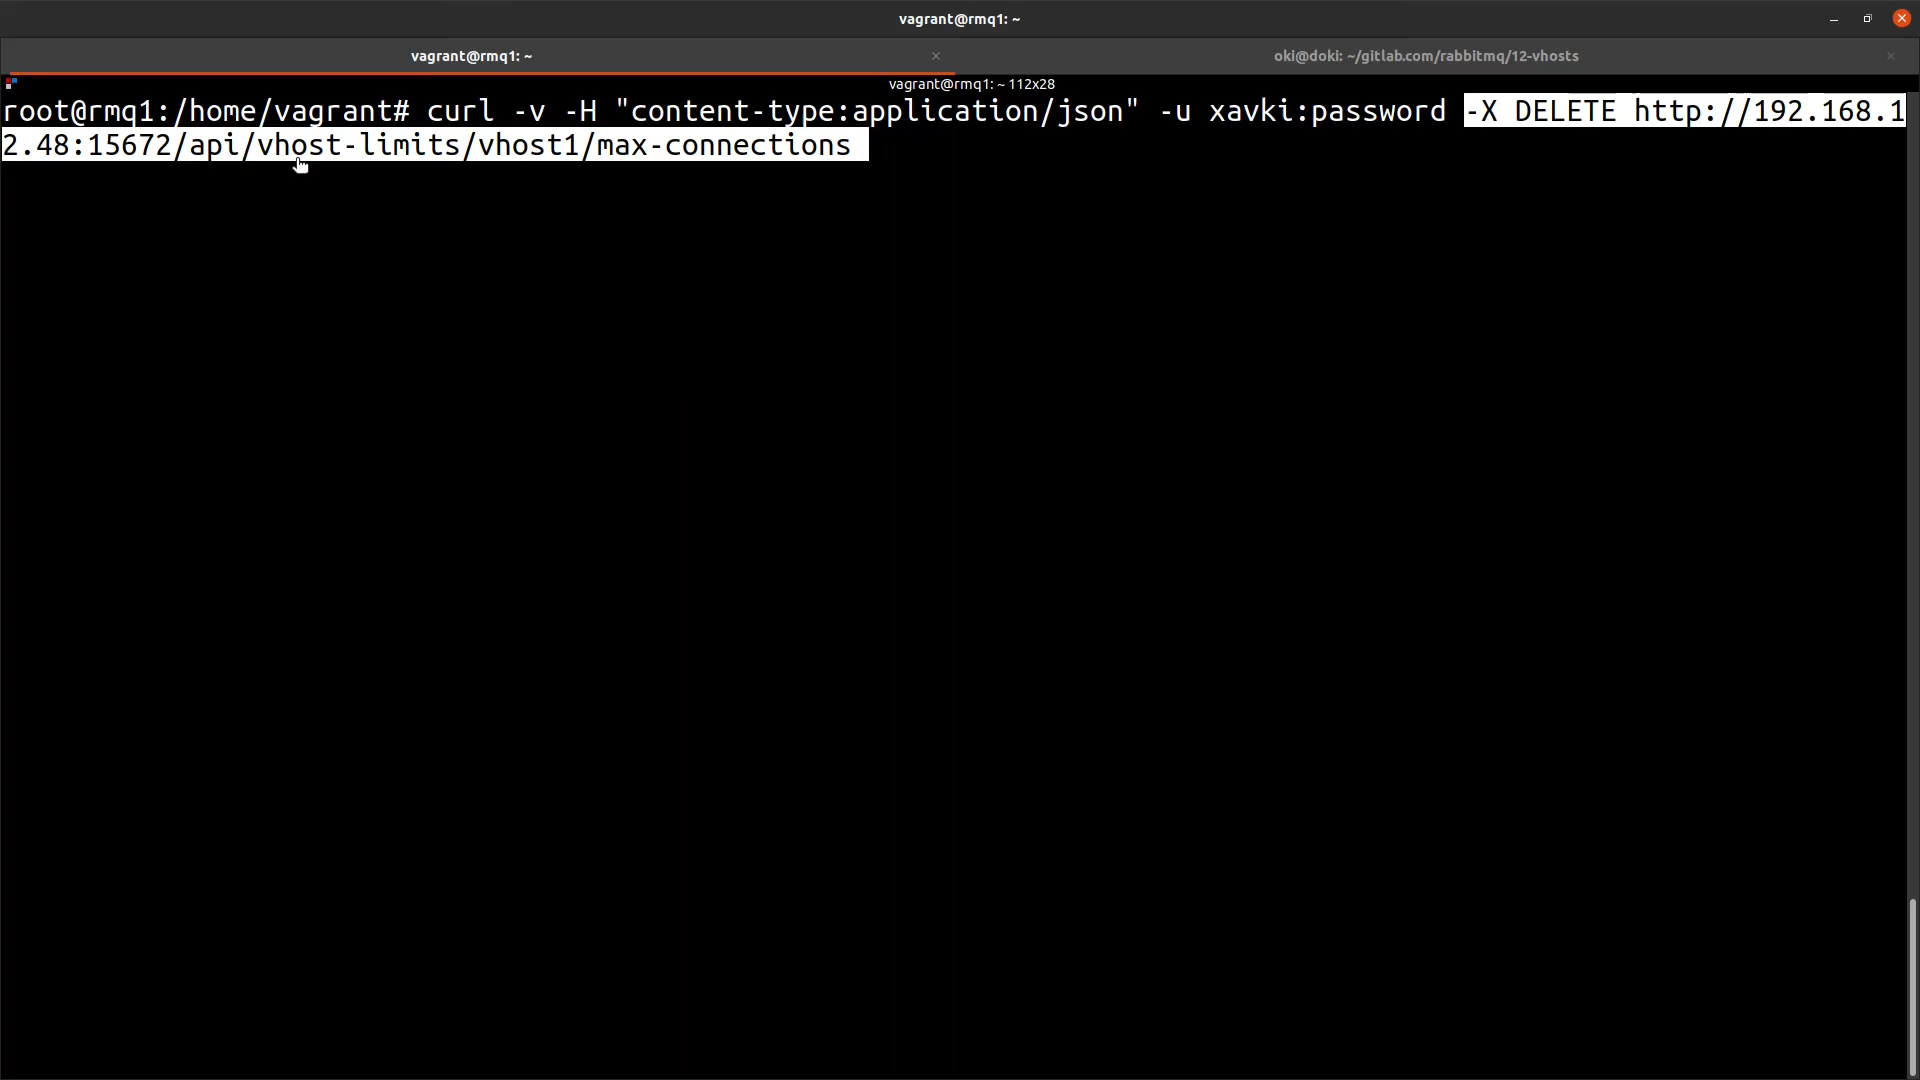 vagrant@rmq1: ~
vagrant@rmq1: ~
oki@doki: ~/gitlab.com/rabbitmq/12-vhosts
vagrant@rmq1: ~ 112x28
root@rmq1:/home/vagrant# curl -v -H "content-type:application/json" -u xavki:password -X DELETE http://192.168.1
2.48:15672/api/vhost-limits/vhost1/max-connections